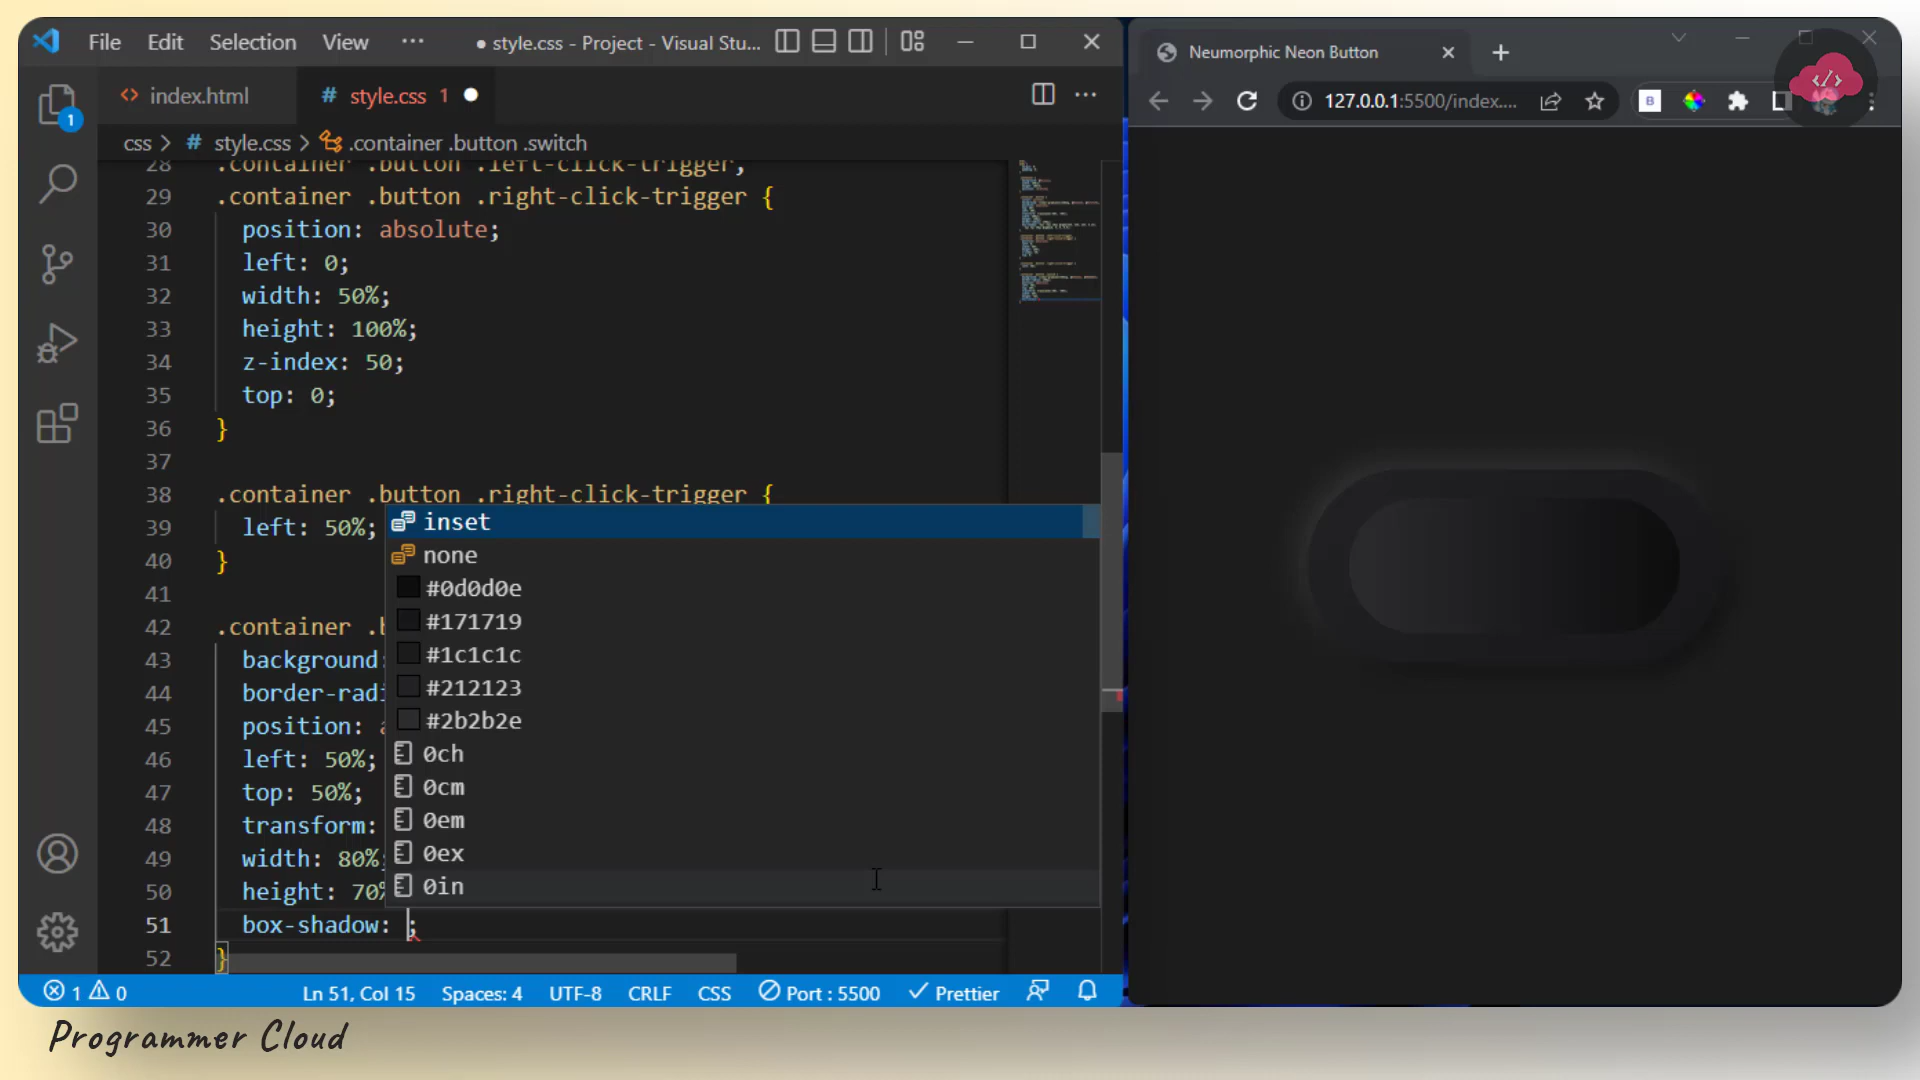 File Edit Selection View ··· ● style.css - Project - Visual Stu...
Neumorphic Neon Button
index.html # style.css 1
127.0.0.1:5500/index....
B
css > # style.css > .container .button .switch
28 .container .button .left-click-trigger,
29 .container .button .right-click-trigger {
30 position: absolute;
31 left: 0;
32 width: 50%;
33 height: 100%;
34 z-index: 50;
35 top: 0;
36 }
37
38 .container .button .right-click-trigger {
39 left: 50%;
40 }
41
42 .container .b
43 background:
44 border-radi
45 position: a
46 left: 50%;
47 top: 50%;
48 transform:
49 width: 80%;
50 height: 70%
51 box-shadow: ;
52 }
inset
none
#0d0d0e
#171719
#1c1c1c
#212123
#2b2b2e
0ch
0cm
0em
0ex
0in
1
1 0 Ln 51, Col 15 Spaces: 4 UTF-8 CRLF CSS Port : 5500 Prettier
Programmer Cloud